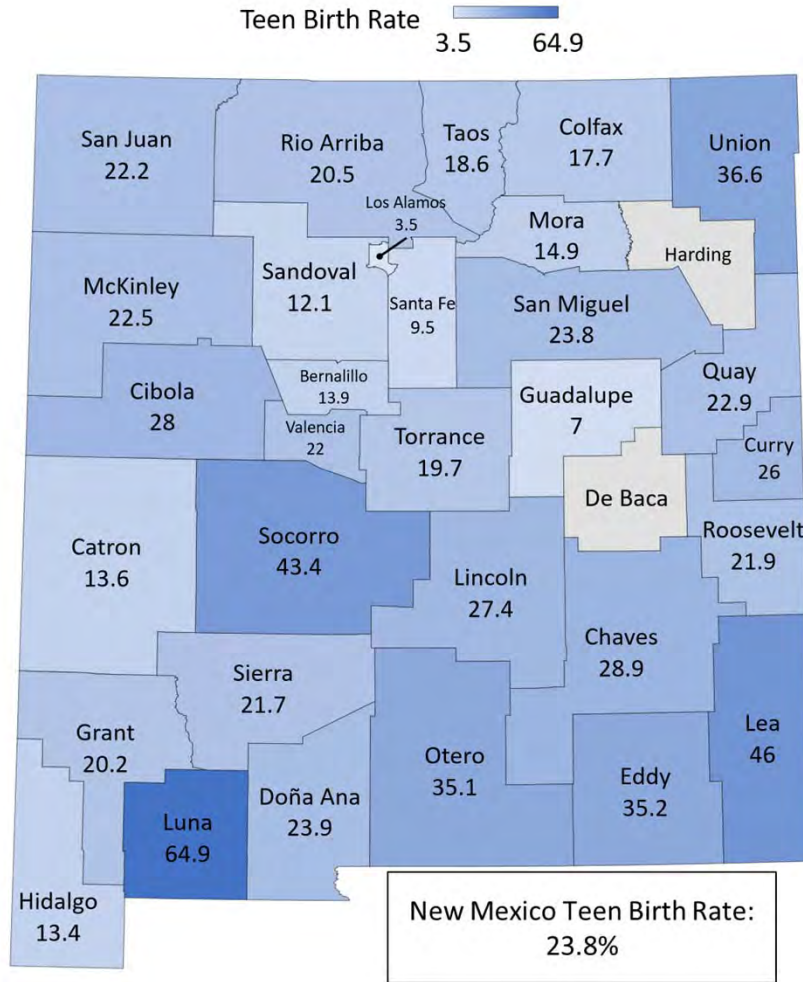 Teen Birth Rate
3.5 64.9
San Juan
22.2
Rio Arriba
20.5
Taos
18.6
Colfax
17.7
Union
36.6
Los Alamos
3.5
Mora
14.9
Harding
McKinley
22.5
Sandoval
12.1
Santa Fe
9.5
San Miguel
23.8
Cibola
28
Bernalillo
13.9
Valencia
22
Torrance
19.7
Guadalupe
7
Quay
22.9
Curry
26
De Baca
Catron
13.6
Socorro
43.4
Lincoln
27.4
Roosevelt
21.9
Chaves
28.9
Sierra
21.7
Grant
20.2
Luna
64.9
Doña Ana
23.9
Otero
35.1
Eddy
35.2
Lea
46
Hidalgo
13.4
New Mexico Teen Birth Rate:
23.8%